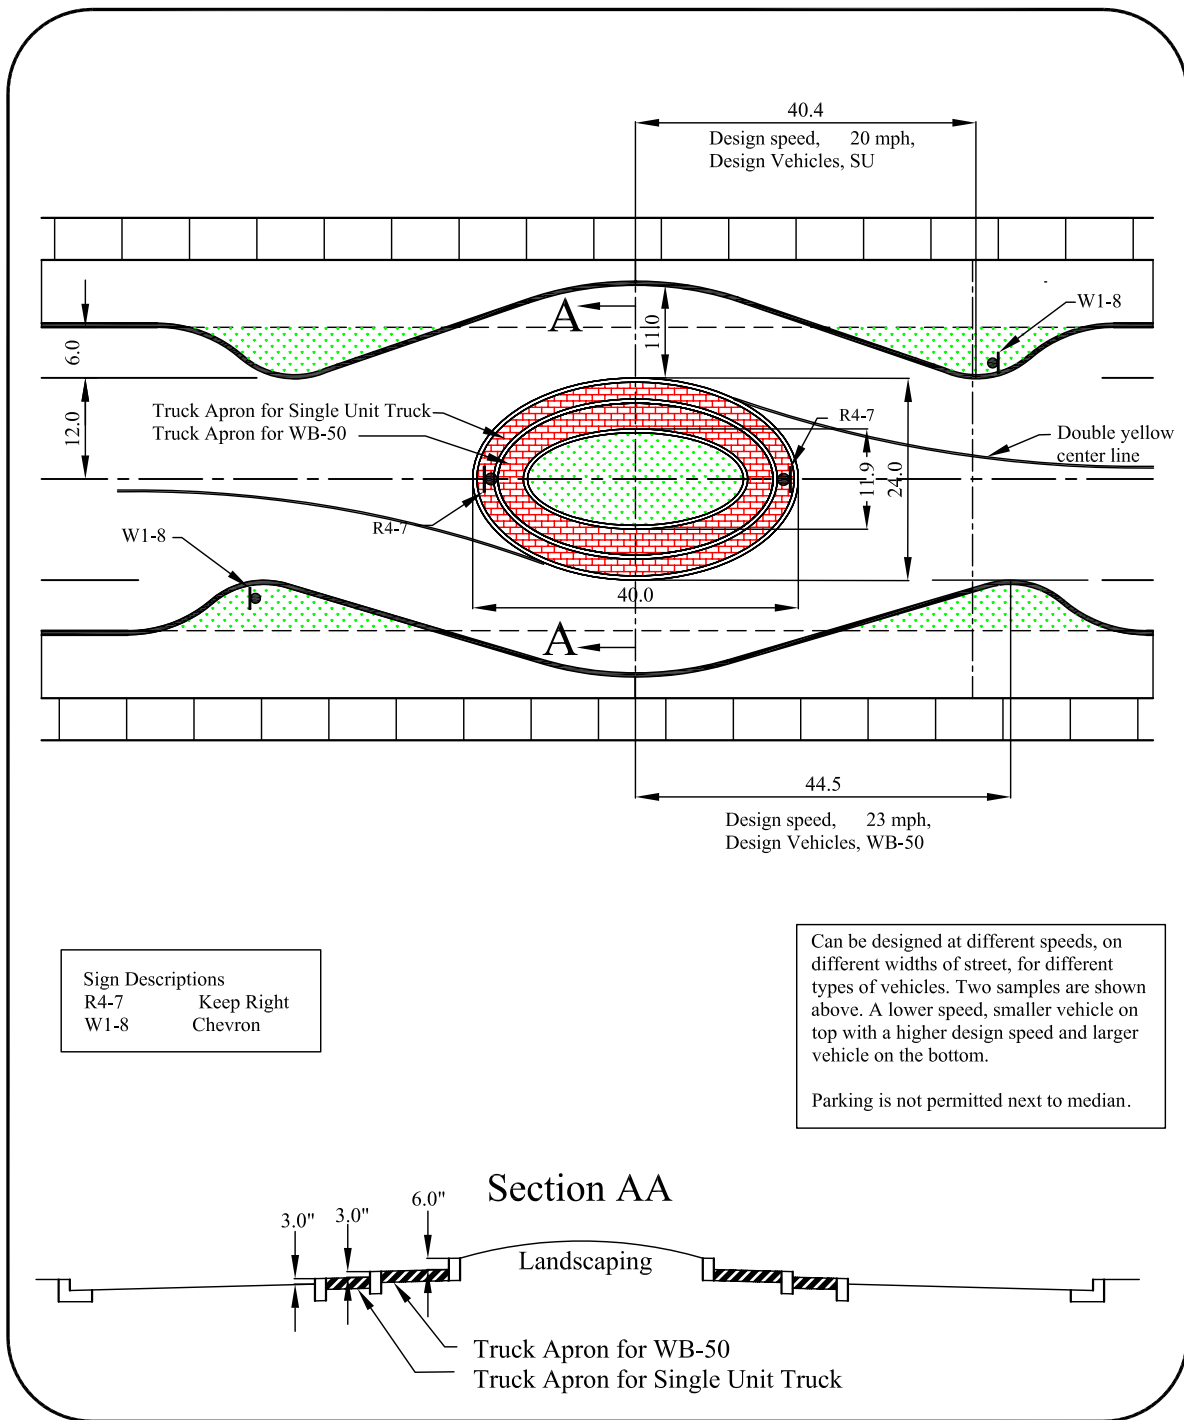 40.4
Design speed, 20 mph,
Design Vehicles, SU
W1-8
A
11.0
6.0
12.0
Truck Apron for Single Unit Truck
Truck Apron for WB-50
R4-7
Double yellow
center line
11.9
24.0
R4-7
W1-8
40.0
A
44.5
Design speed, 23 mph,
Design Vehicles, WB-50
Sign Descriptions
R4-7 Keep Right
W1-8 Chevron
Can be designed at different speeds, on
different widths of street, for different
types of vehicles. Two samples are shown
above. A lower speed, smaller vehicle on
top with a higher design speed and larger
vehicle on the bottom.
Parking is not permitted next to median.
Section AA
3.0"
3.0"
6.0"
Landscaping
Truck Apron for WB-50
Truck Apron for Single Unit Truck